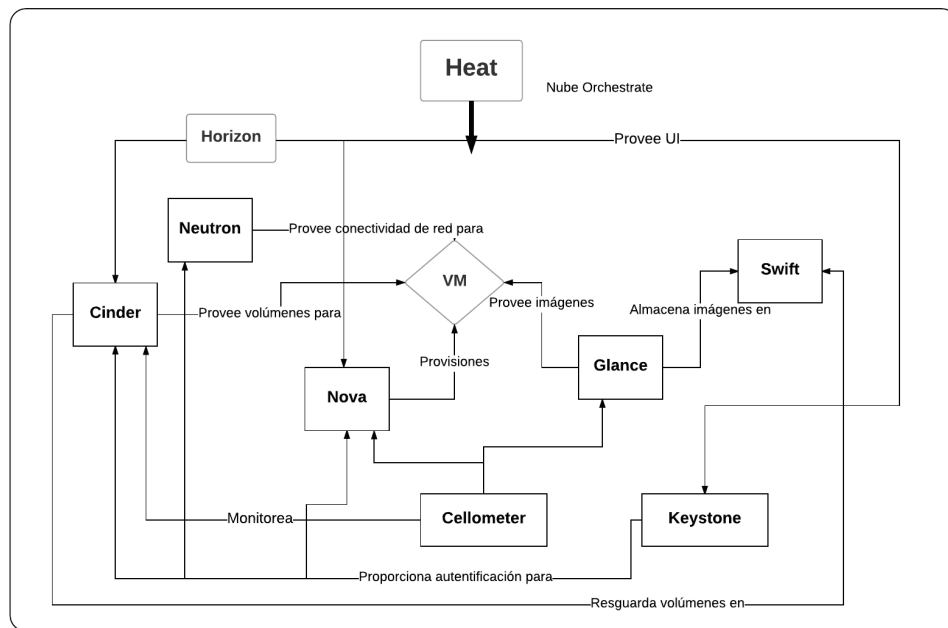 Heat
Nube Orchestrate
Horizon
Provee UI
Neutron
Provee conectividad de red para
Swift
VM
Cinder
Provee volúmenes para
Provee imágenes
Almacena imágenes en
Provisiones
Glance
Nova
Monitorea
Cellometer
Keystone
Proporciona autentificación para
Resguarda volúmenes en